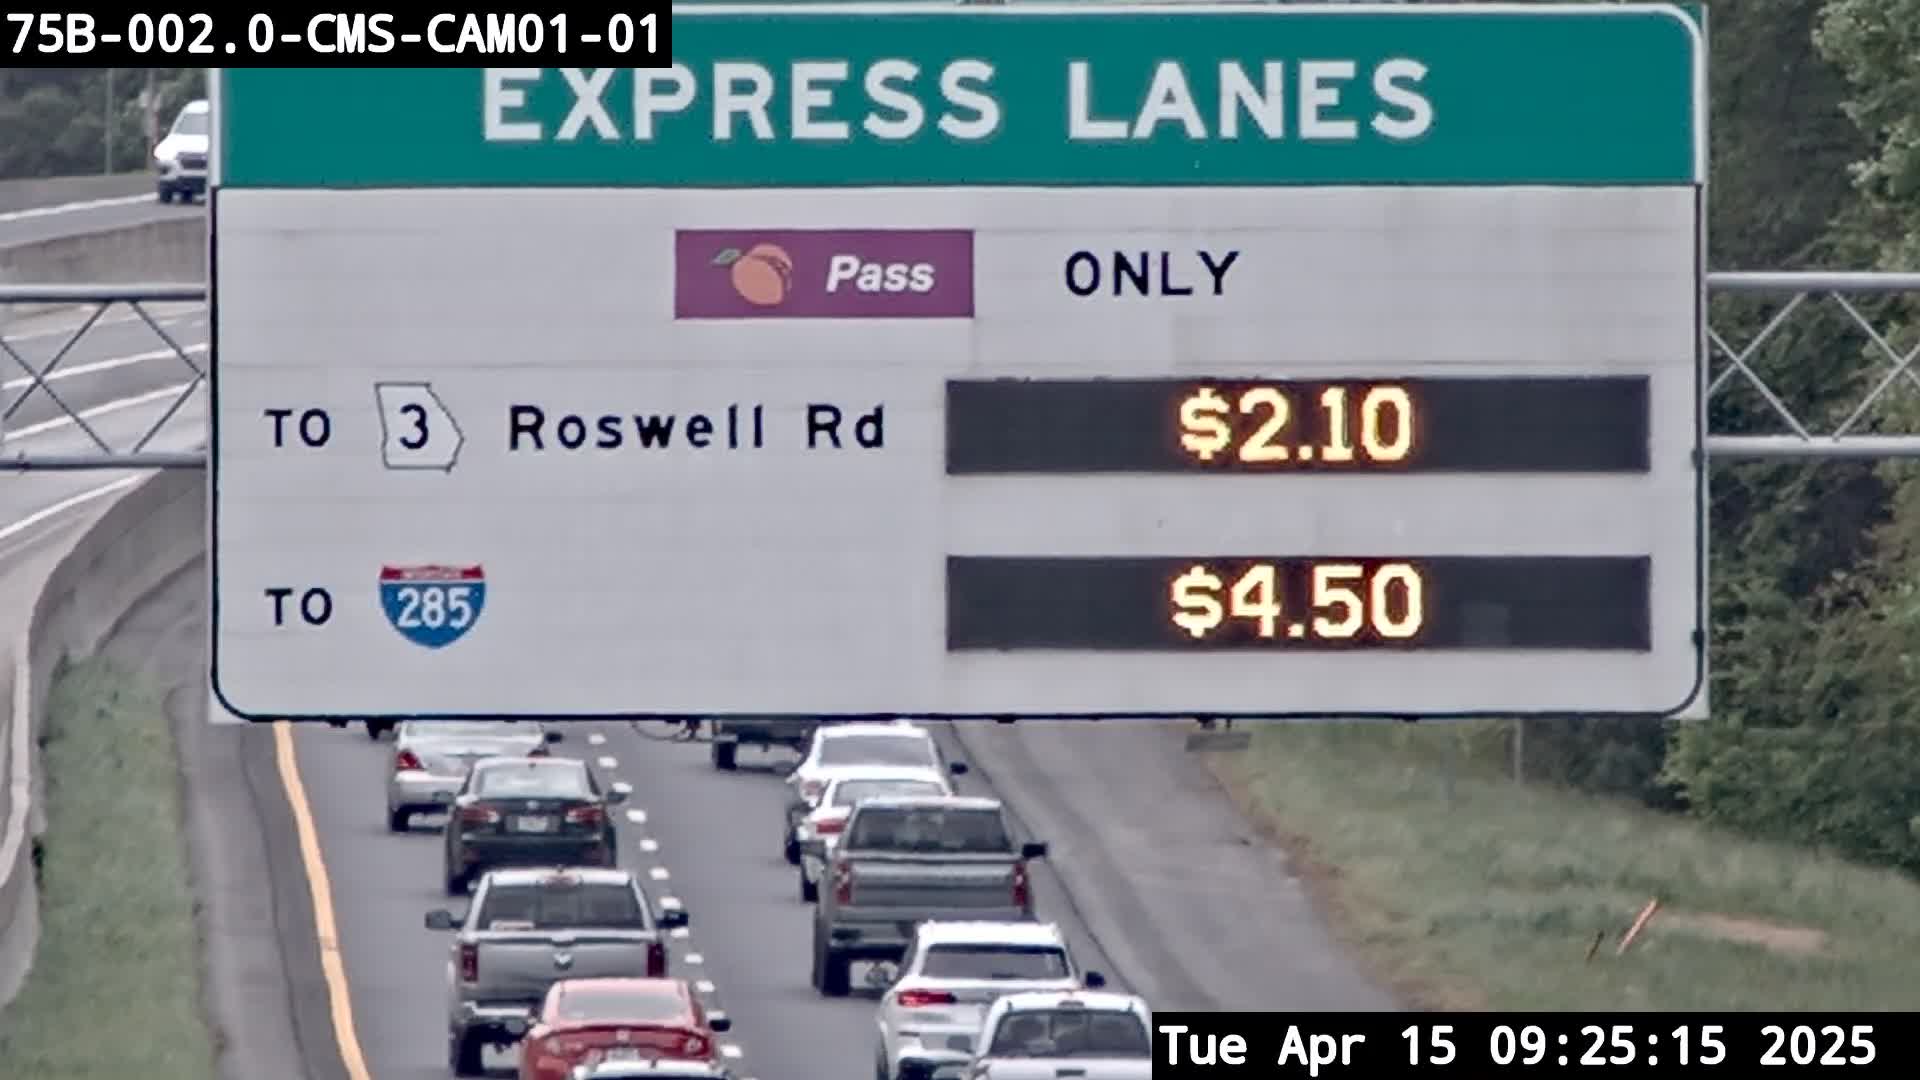 75B-002.0-CMS-CAM01-01
EXPRESS LANES
Pass ONLY
TO 3 Roswell Rd $2.10
TO 285 $4.50
Tue Apr 15 09:25:15 2025